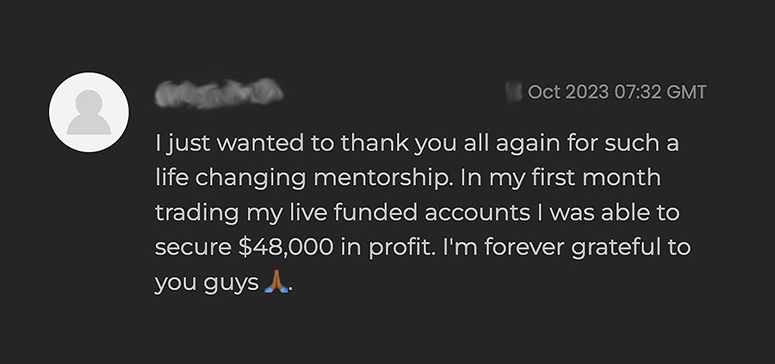 Oct 2023 07:32 GMT
I just wanted to thank you all again for such a
life changing mentorship. In my first month
trading my live funded accounts I was able to
secure $48,000 in profit. I'm forever grateful to
you guys 🙏🏾.